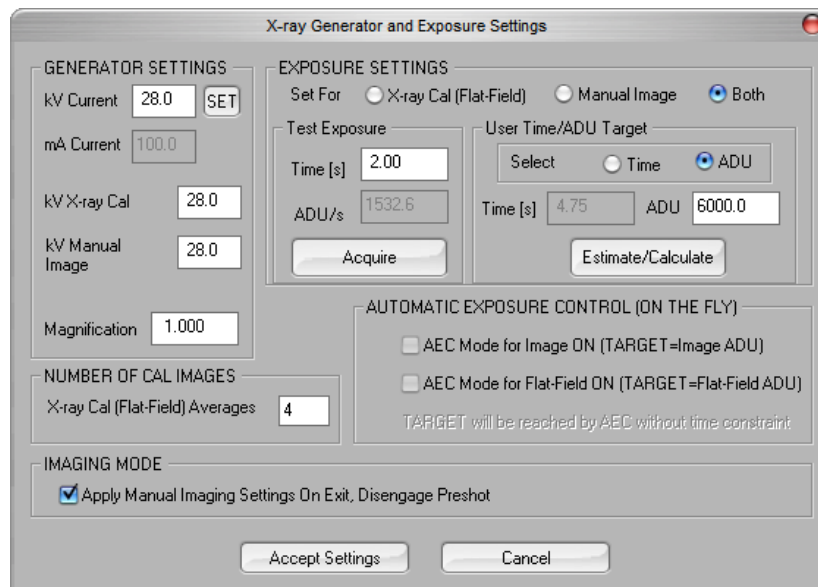 X-ray Generator and Exposure Settings
GENERATOR SETTINGS
kV Current 28.0 SET
mA Current 100.0
kV X-ray Cal 28.0
kV Manual Image 28.0
Magnification 1.000
EXPOSURE SETTINGS
Set For X-ray Cal (Flat-Field) Manual Image Both
Test Exposure
Time [s] 2.00
ADU/s 1532.6
Acquire
User Time/ADU Target
Select Time ADU
Time [s] 4.75 ADU 6000.0
Estimate/Calculate
AUTOMATIC EXPOSURE CONTROL (ON THE FLY)
AEC Mode for Image ON (TARGET=Image ADU)
AEC Mode for Flat-Field ON (TARGET=Flat-Field ADU)
TARGET will be reached by AEC without time constraint
NUMBER OF CAL IMAGES
X-ray Cal (Flat-Field) Averages 4
IMAGING MODE
Apply Manual Imaging Settings On Exit, Disengage Preshot
Accept Settings Cancel